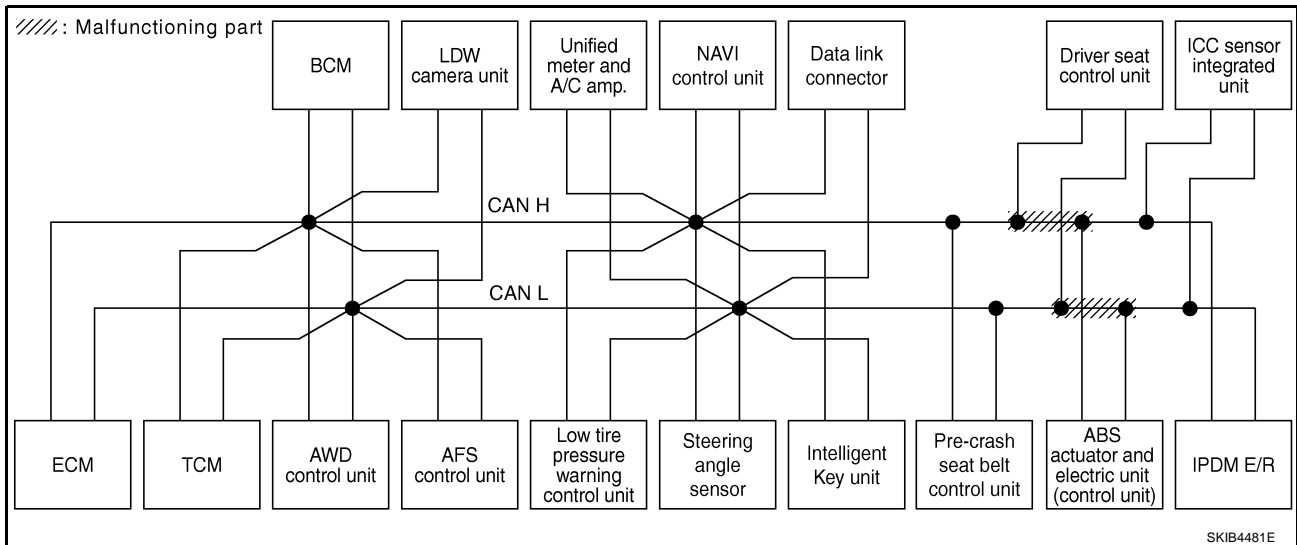 : Malfunctioning part
BCM
LDW
camera unit
Unified
meter and
A/C amp.
NAVI
control unit
Data link
connector
Driver seat
control unit
ICC sensor
integrated
unit
CAN H
CAN L
ECM
TCM
AWD
control unit
AFS
control unit
Low tire
pressure
warning
control unit
Steering
angle
sensor
Intelligent
Key unit
Pre-crash
seat belt
control unit
ABS
actuator and
electric unit
(control unit)
IPDM E/R
SKIB4481E